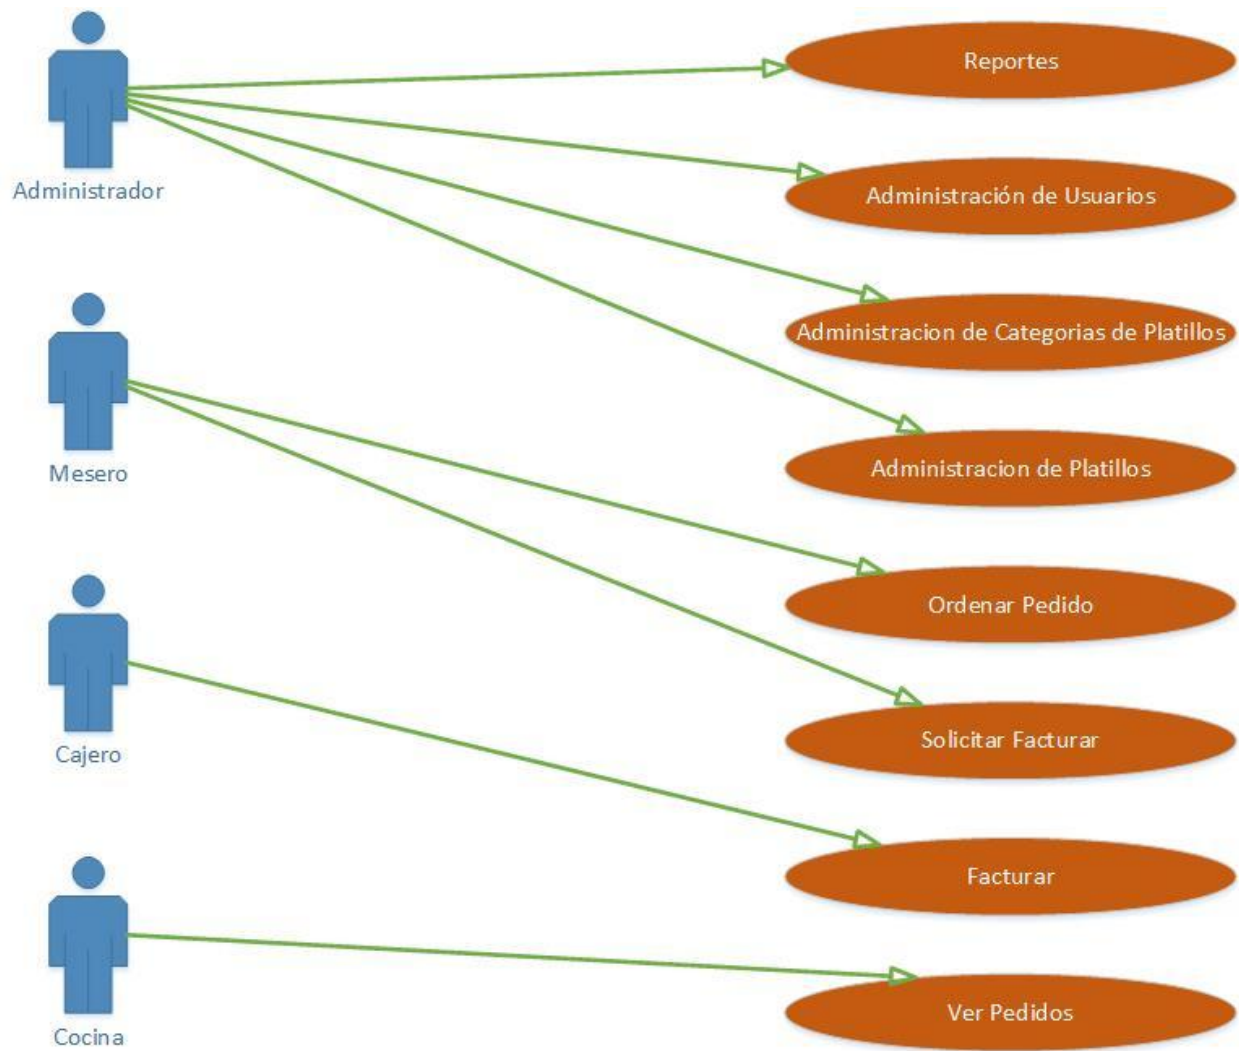 Administrador
Mesero
Cajero
Cocina
Reportes
Administración de Usuarios
Administracion de Categorias de Platillos
Administracion de Platillos
Ordenar Pedido
Solicitar Facturar
Facturar
Ver Pedidos